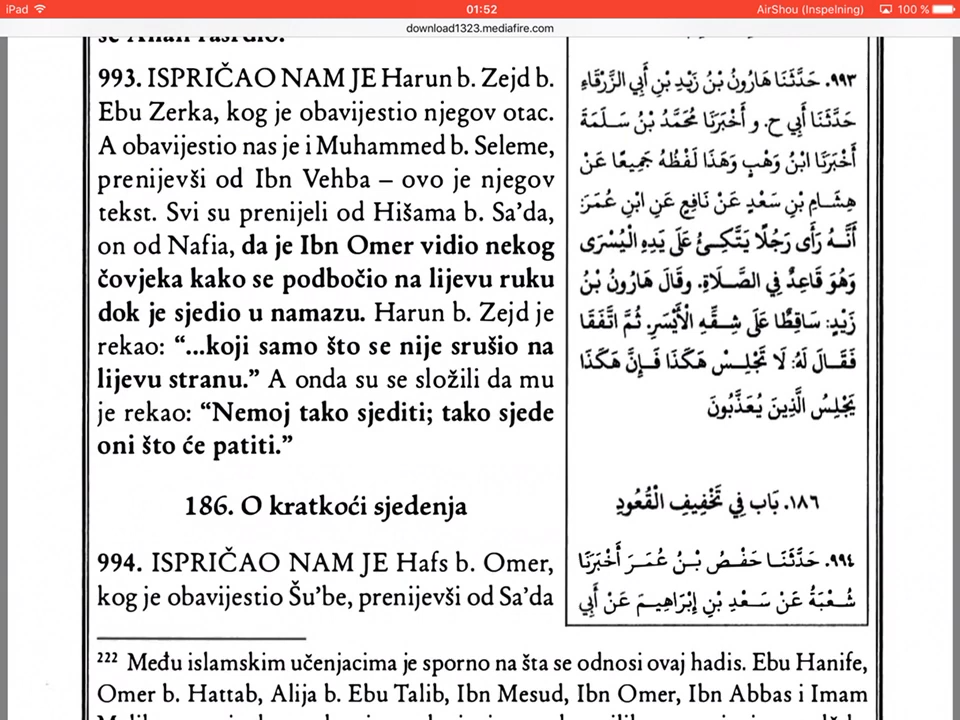 iPad
01:52
AirShou (Inspelning)
100 %
download1323.mediafire.com
993. ISPRIČAO NAM JE Harun b. Zejd b.
Ebu Zerka, kog je obavijestio njegov otac.
A obavijestio nas je i Muhammed b. Seleme,
prenijevši od Ibn Vehba – ovo je njegov
tekst. Svi su prenijeli od Hišama b. Sa’da,
on od Nafia, da je Ibn Omer vidio nekog
čovjeka kako se podbočio na lijevu ruku
dok je sjedio u namazu. Harun b. Zejd je
rekao: “...koji samo što se nije srušio na
lijevu stranu.” A onda su se složili da mu
je rekao: “Nemoj tako sjediti; tako sjede
oni što će patiti.”
186. O kratkoći sjedenja
994. ISPRIČAO NAM JE Hafs b. Omer,
kog je obavijestio Šu’be, prenijevši od Sa’da
٩٩٣. حَدَّثَنَا هَارُونُ بْنُ زَيْدِ بْنِ أَبِي الزَّرْقَاءِ
حَدَّثَنَا أَبِي ح. و أَخْبَرَنَا مُحَمَّدُ بْنُ سَلَمَةَ
أَخْبَرَنَا ابْنُ وَهْبٍ وَهَذَا لَفْظُهُ جَمِيعًا عَنْ
هِشَامِ بْنِ سَعْدٍ عَنْ نَافِعٍ عَنِ ابْنِ عُمَرَ:
أَنَّهُ رَأَى رَجُلًا يَتَّكِئُ عَلَى يَدِهِ الْيُسْرَى
وَهُوَ قَاعِدٌ فِي الصَّلَاةِ. وقَالَ هَارُونُ بْنُ
زَيْدٍ: سَاقِطًا عَلَى شِقِّهِ الْأَيْسَرِ. ثُمَّ اتَّفَقَا
فَقَالَ لَهُ: لَا تَجْلِسْ هَكَذَا فَإِنَّ هَكَذَا
يَجْلِسُ الَّذِينَ يُعَذَّبُونَ
١٨٦. بَاب فِي تَخْفِيفِ الْقُعُودِ
٩٩٤. حَدَّثَنَا حَفْصُ بْنُ عُمَرَ أَخْبَرَنَا
شُعْبَةُ عَنْ سَعْدِ بْنِ إِبْرَاهِيمَ عَنْ أَبِي
222 Među islamskim učenjacima je sporno na šta se odnosi ovaj hadis. Ebu Hanife,
Omer b. Hattab, Alija b. Ebu Talib, Ibn Mesud, Ibn Omer, Ibn Abbas i Imam